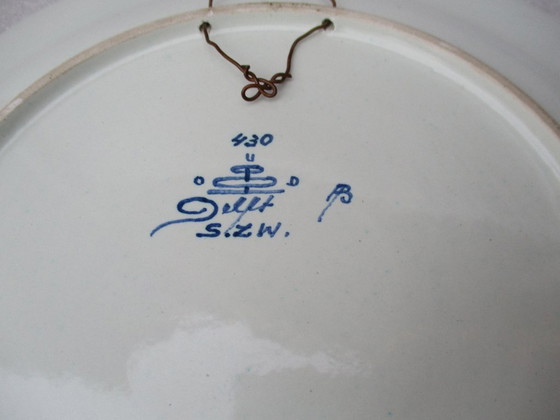 430
U
O D
Delft
S.Z.W.